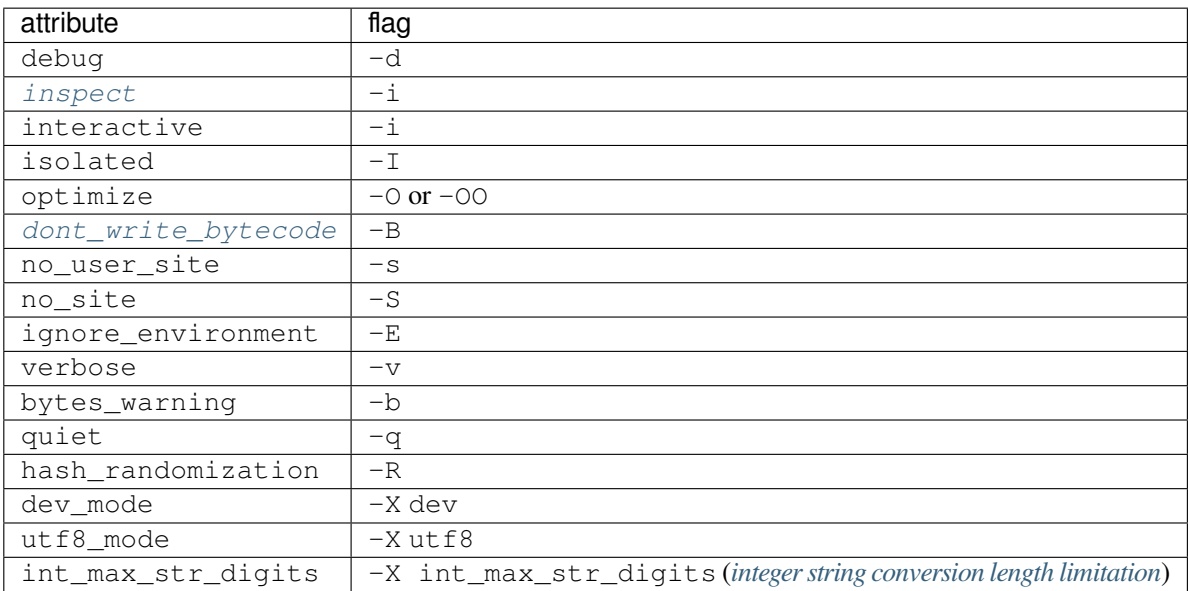 attribute flag
debug -d
inspect -i
interactive -i
isolated -I
optimize -O or -OO
dont_write_bytecode -B
no_user_site -s
no_site -S
ignore_environment -E
verbose -v
bytes_warning -b
quiet -q
hash_randomization -R
dev_mode -X dev
utf8_mode -X utf8
int_max_str_digits -X int_max_str_digits (integer string conversion length limitation)